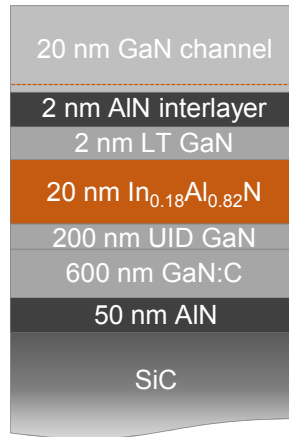 20 nm GaN channel
2 nm AlN interlayer
2 nm LT GaN
20 nm In₀.₁₈Al₀.₈₂N
200 nm UID GaN
600 nm GaN:C
50 nm AlN
SiC